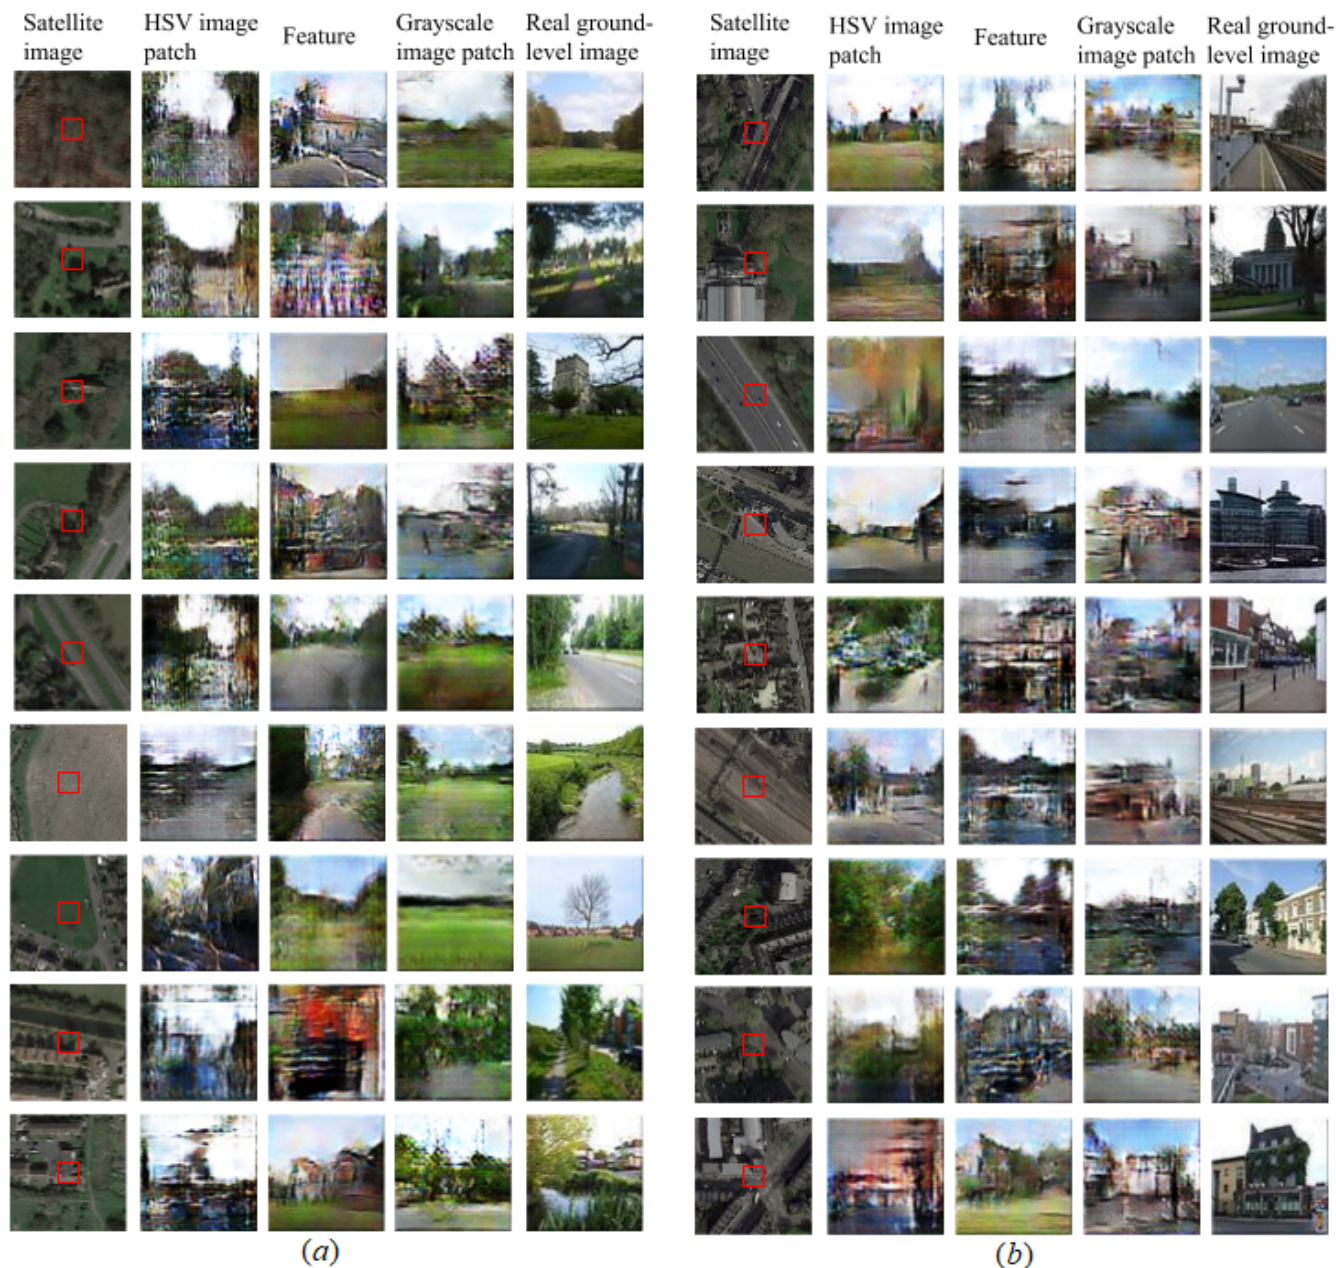 Satellite image
HSV image patch
Feature
Grayscale image patch
Real ground-level image
Satellite image
HSV image patch
Feature
Grayscale image patch
Real ground-level image
(a)
(b)